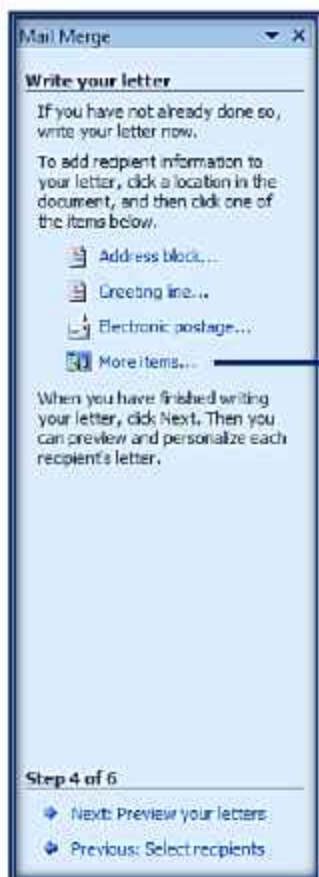 Mail Merge
Write your letter
If you have not already done so,
write your letter now.
To add recipient information to
your letter, click a location in the
document, and then click one of
the items below.
Address block...
Greeting line...
Electronic postage...
More items...
When you have finished writing
your letter, click Next. Then you
can preview and personalize each
recipient's letter.
Step 4 of 6
Next: Preview your letters
Previous: Select recipients